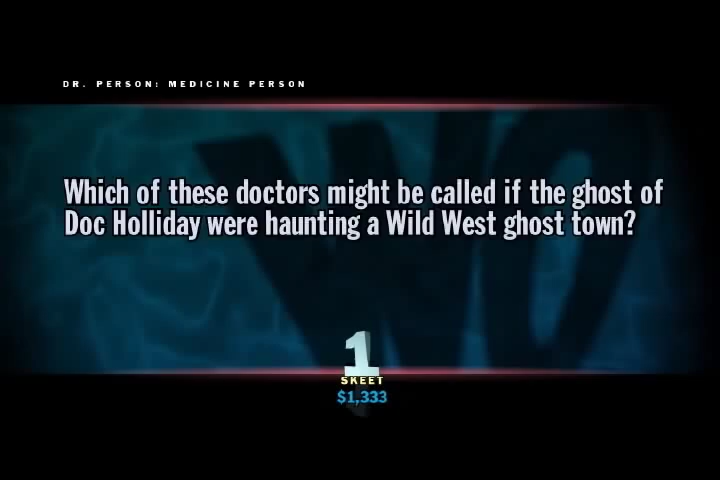 DR. PERSON: MEDICINE PERSON
Which of these doctors might be called if the ghost of
Doc Holliday were haunting a Wild West ghost town?
1
SKEET
$1,333